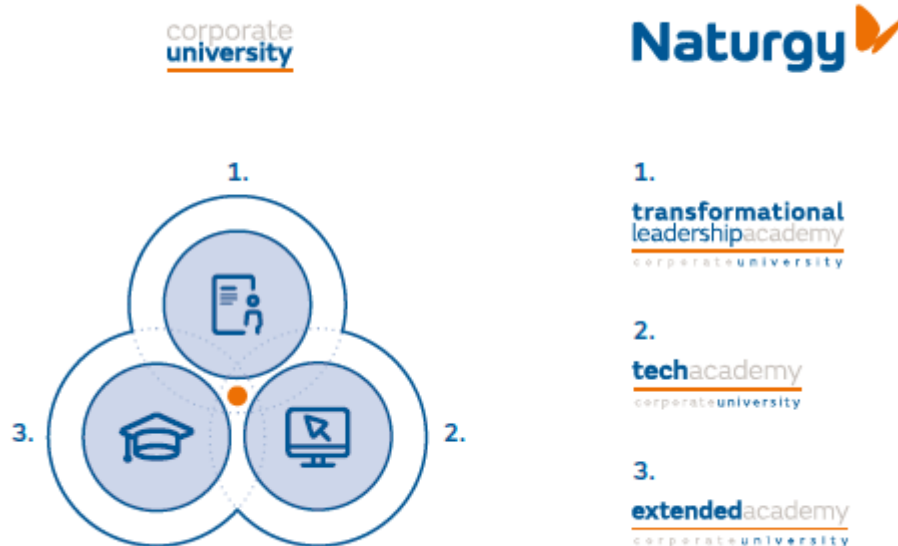 corporate
university
Naturgy
1.
3.
2.
1.
transformational
leadershipacademy
corporateuniversity
2.
techacademy
corporateuniversity
3.
extendedacademy
corporateuniversity